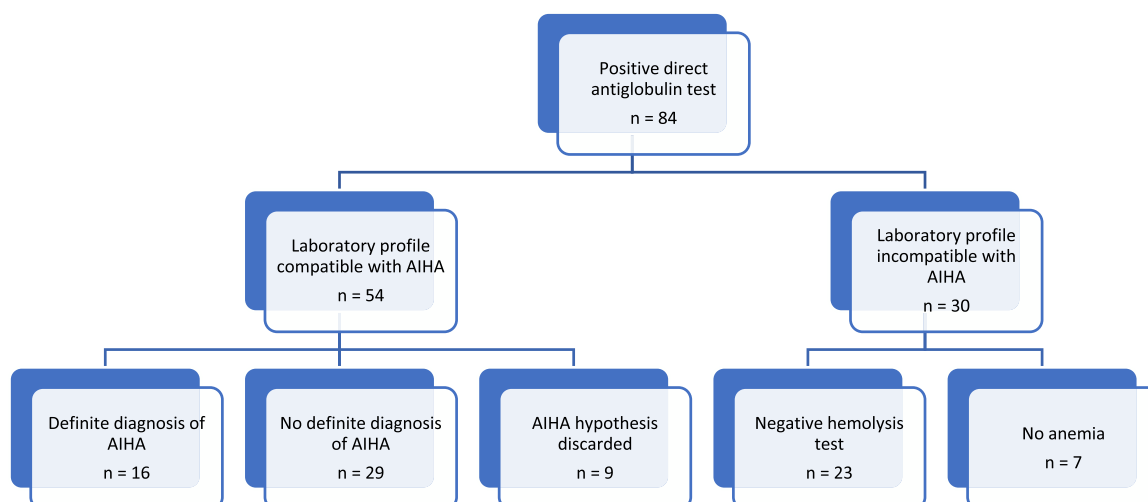 Positive direct
antiglobulin test
n = 84
Laboratory profile
compatible with AIHA
n = 54
Laboratory profile
incompatible with
AIHA
n = 30
Definite diagnosis of
AIHA
n = 16
No definite diagnosis
of AIHA
n = 29
AIHA hypothesis
discarded
n = 9
Negative hemolysis
test
n = 23
No anemia
n = 7